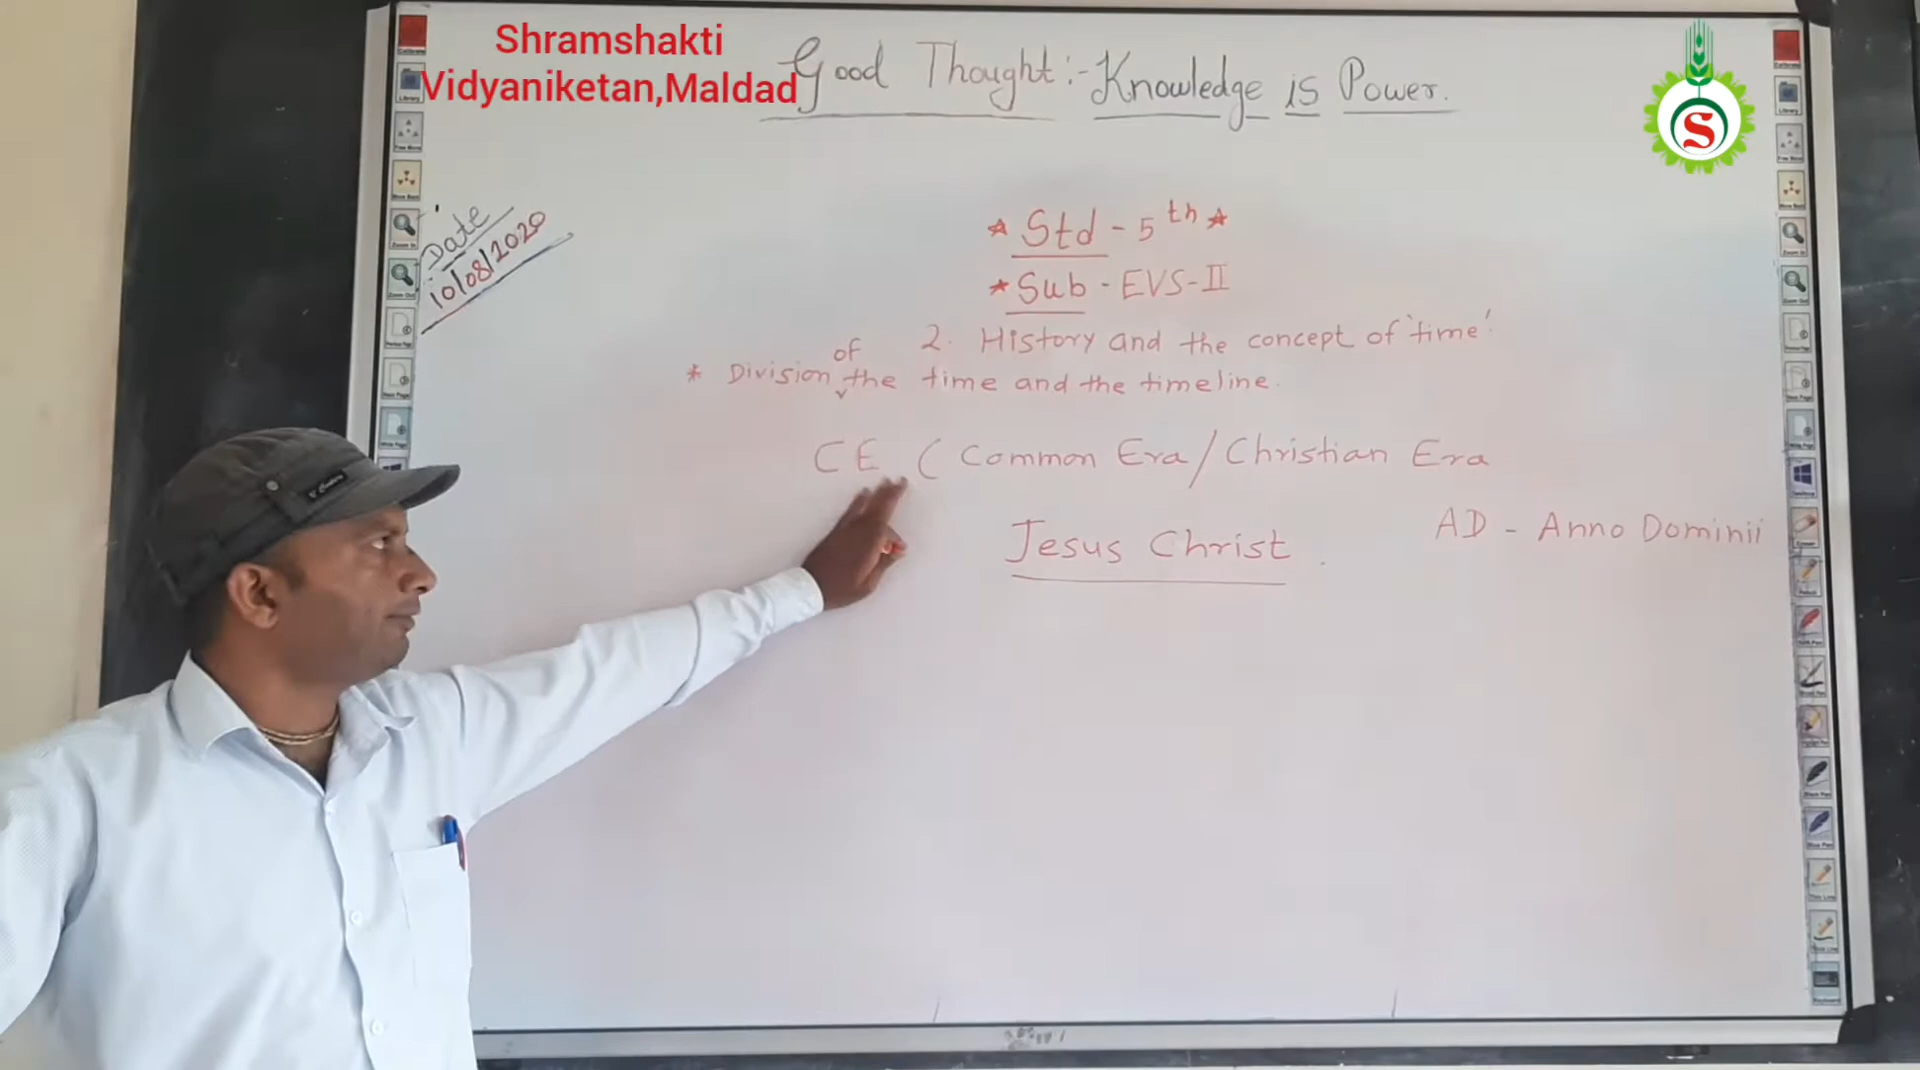 Shramshakti
Vidyaniketan,Maldad
Good Thought:- Knowledge is Power.
Date
10/08/2020
* Std - 5th *
* Sub - EVS-II
2. History and the concept of 'time'.
* Division of the time and the timeline.
CE ( Common Era/Christian Era
Jesus Christ
AD - Anno Dominii
S